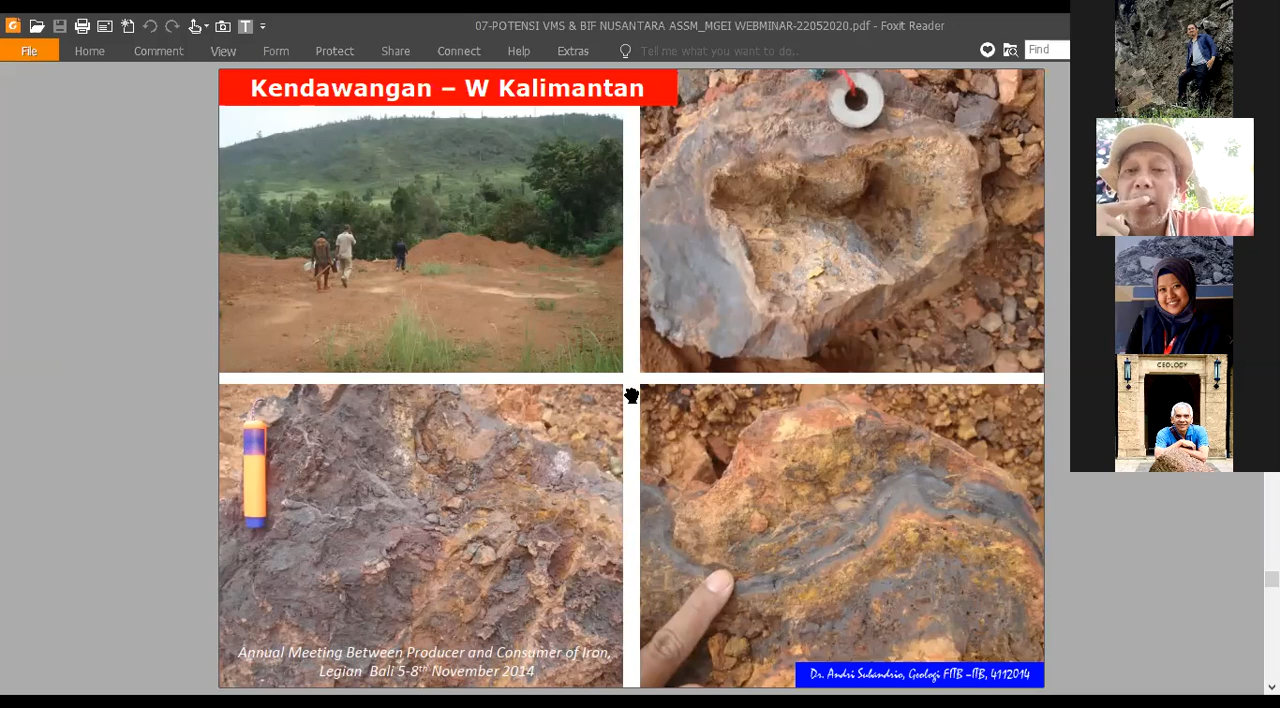 07-POTENSI VMS & BIF NUSANTARA ASSM_MGEI WEBMINAR-22052020.pdf - Foxit Reader
File Home Comment View Form Protect Share Connect Help Extras Tell me what you want to do.. Find
Kendawangan – W Kalimantan
GEOLOGY
Annual Meeting Between Producer and Consumer of Iron,
Legian Bali 5-8th November 2014
Dr. Andri Subandrio, Geologi FITB -ITB, 4112014